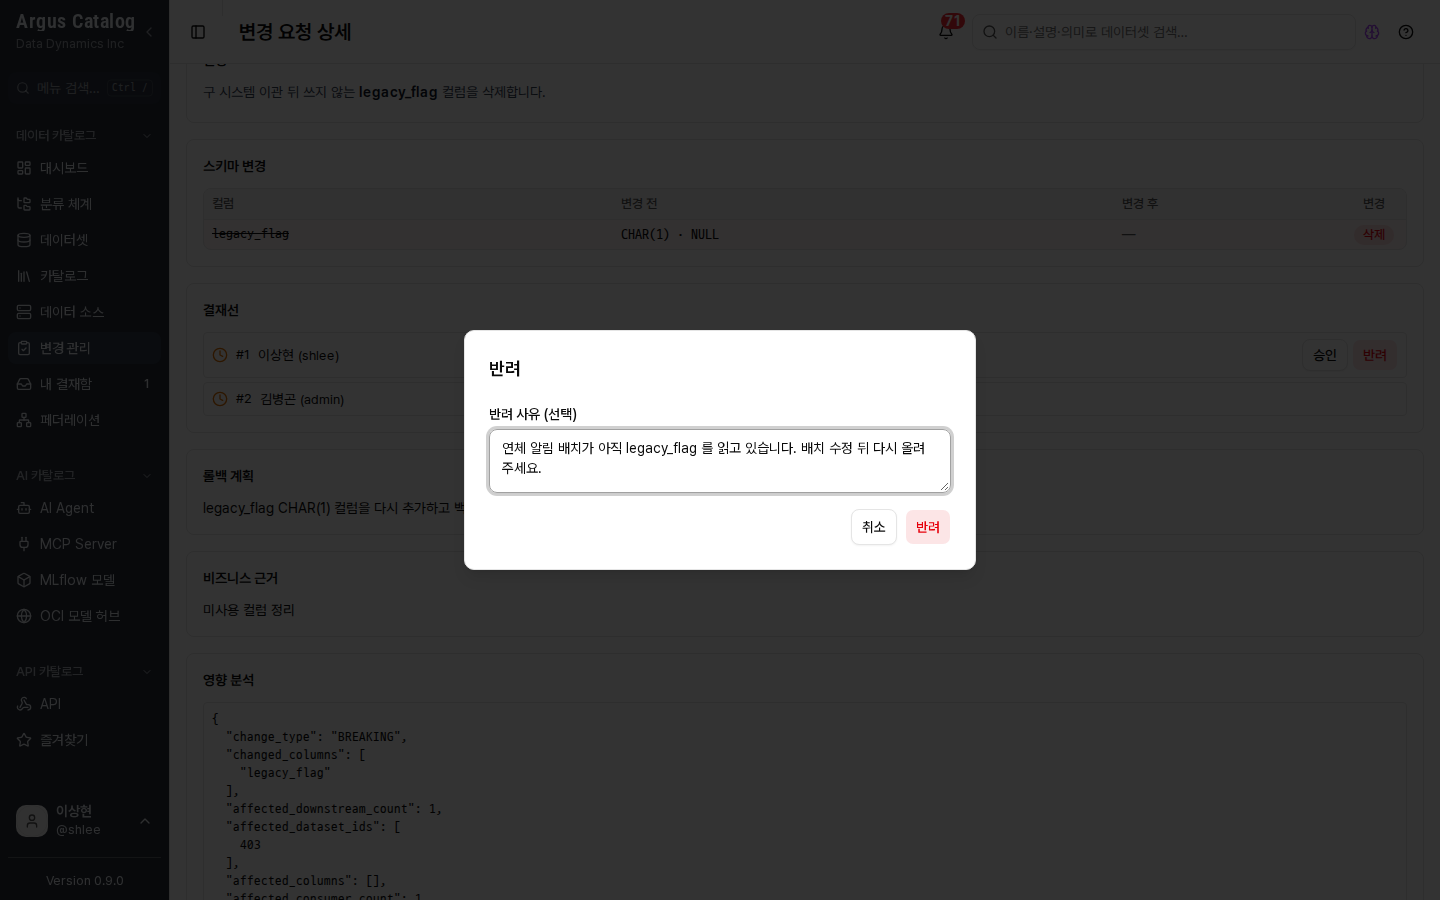 Argus Catalog
Data Dynamics Inc
메뉴 검색... Ctrl /
데이터 카탈로그
대시보드
분류 체계
데이터셋
카탈로그
데이터 소스
변경 관리
내 결재함 1
페더레이션
AI 카탈로그
AI Agent
MCP Server
MLflow 모델
OCI 모델 허브
API 카탈로그
API
즐겨찾기
이상현
@shlee
Version 0.9.0
변경 요청 상세
71
이름·설명·의미로 데이터셋 검색...
구 시스템 이관 뒤 쓰지 않는 legacy_flag 컬럼을 삭제합니다.
스키마 변경
컬럼 변경 전 변경 후 변경
legacy_flag CHAR(1) · NULL — 삭제
결재선
#1 이상현 (shlee) 승인 반려
#2 김병곤 (admin)
반려
반려 사유 (선택)
연체 알림 배치가 아직 legacy_flag 를 읽고 있습니다. 배치 수정 뒤 다시 올려
주세요.
취소 반려
롤백 계획
legacy_flag CHAR(1) 컬럼을 다시 추가하고 백
비즈니스 근거
미사용 컬럼 정리
영향 분석
{
"change_type": "BREAKING",
"changed_columns": [
"legacy_flag"
],
"affected_downstream_count": 1,
"affected_dataset_ids": [
403
],
"affected_columns": [],
"affected_consumer_count": 1